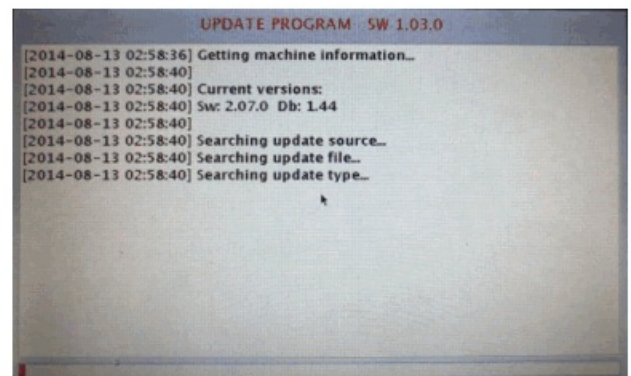 UPDATE PROGRAM SW 1.03.0
[2014-08-13 02:58:36] Getting machine information...
[2014-08-13 02:58:40]
[2014-08-13 02:58:40] Current versions:
[2014-08-13 02:58:40] Sw: 2.07.0 Db: 1.44
[2014-08-13 02:58:40]
[2014-08-13 02:58:40] Searching update source...
[2014-08-13 02:58:40] Searching update file...
[2014-08-13 02:58:40] Searching update type...